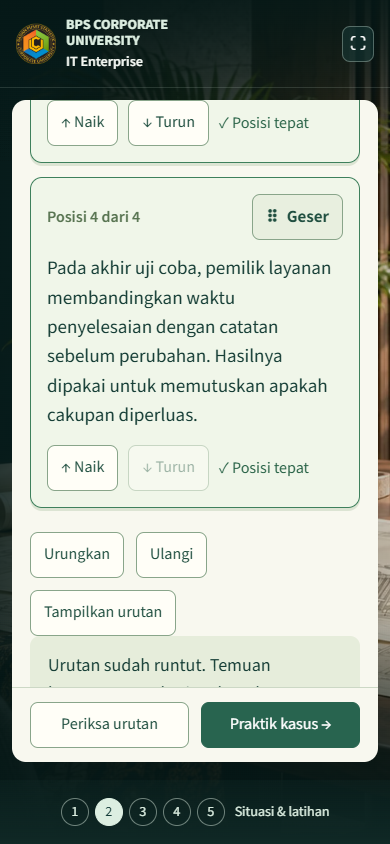 BPS CORPORATE
UNIVERSITY
IT Enterprise
↑ Naik
↓ Turun
✓ Posisi tepat
Posisi 4 dari 4
⠿ Geser
Pada akhir uji coba, pemilik layanan
membandingkan waktu
penyelesaian dengan catatan
sebelum perubahan. Hasilnya
dipakai untuk memutuskan apakah
cakupan diperluas.
↑ Naik
↓ Turun
✓ Posisi tepat
Urungkan
Ulangi
Tampilkan urutan
Urutan sudah runtut. Temuan
Periksa urutan
Praktik kasus →
1
2
3
4
5
Situasi & latihan